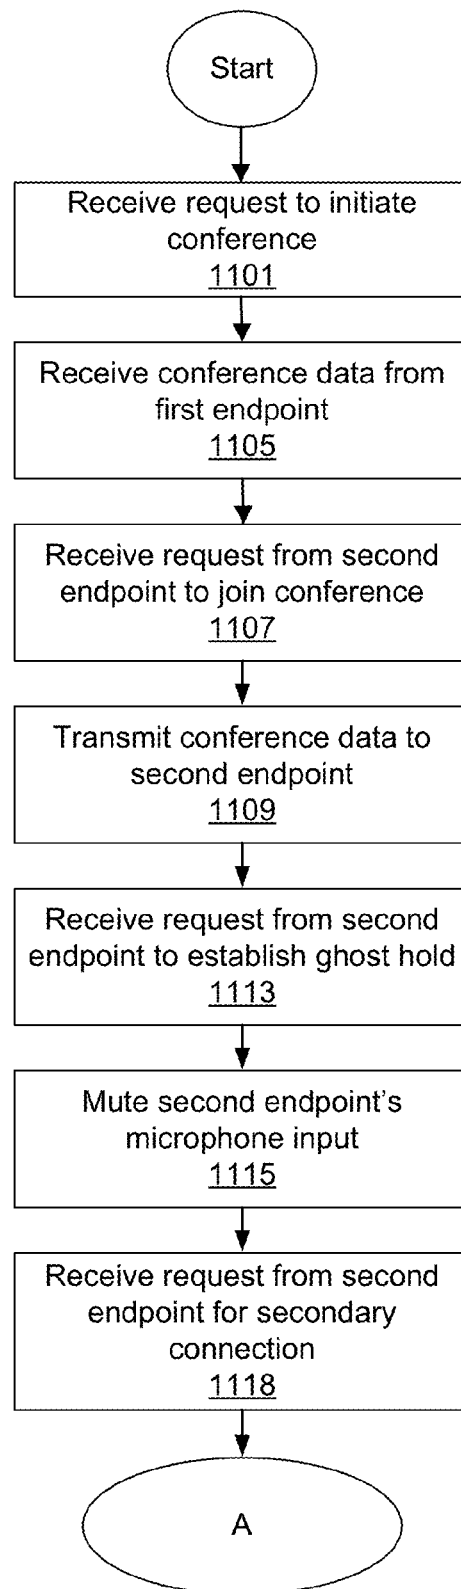 Start
Receive request to initiate
conference
1101
Receive conference data from
first endpoint
1105
Receive request from second
endpoint to join conference
1107
Transmit conference data to
second endpoint
1109
Receive request from second
endpoint to establish ghost hold
1113
Mute second endpoint's
microphone input
1115
Receive request from second
endpoint for secondary
connection
1118
A